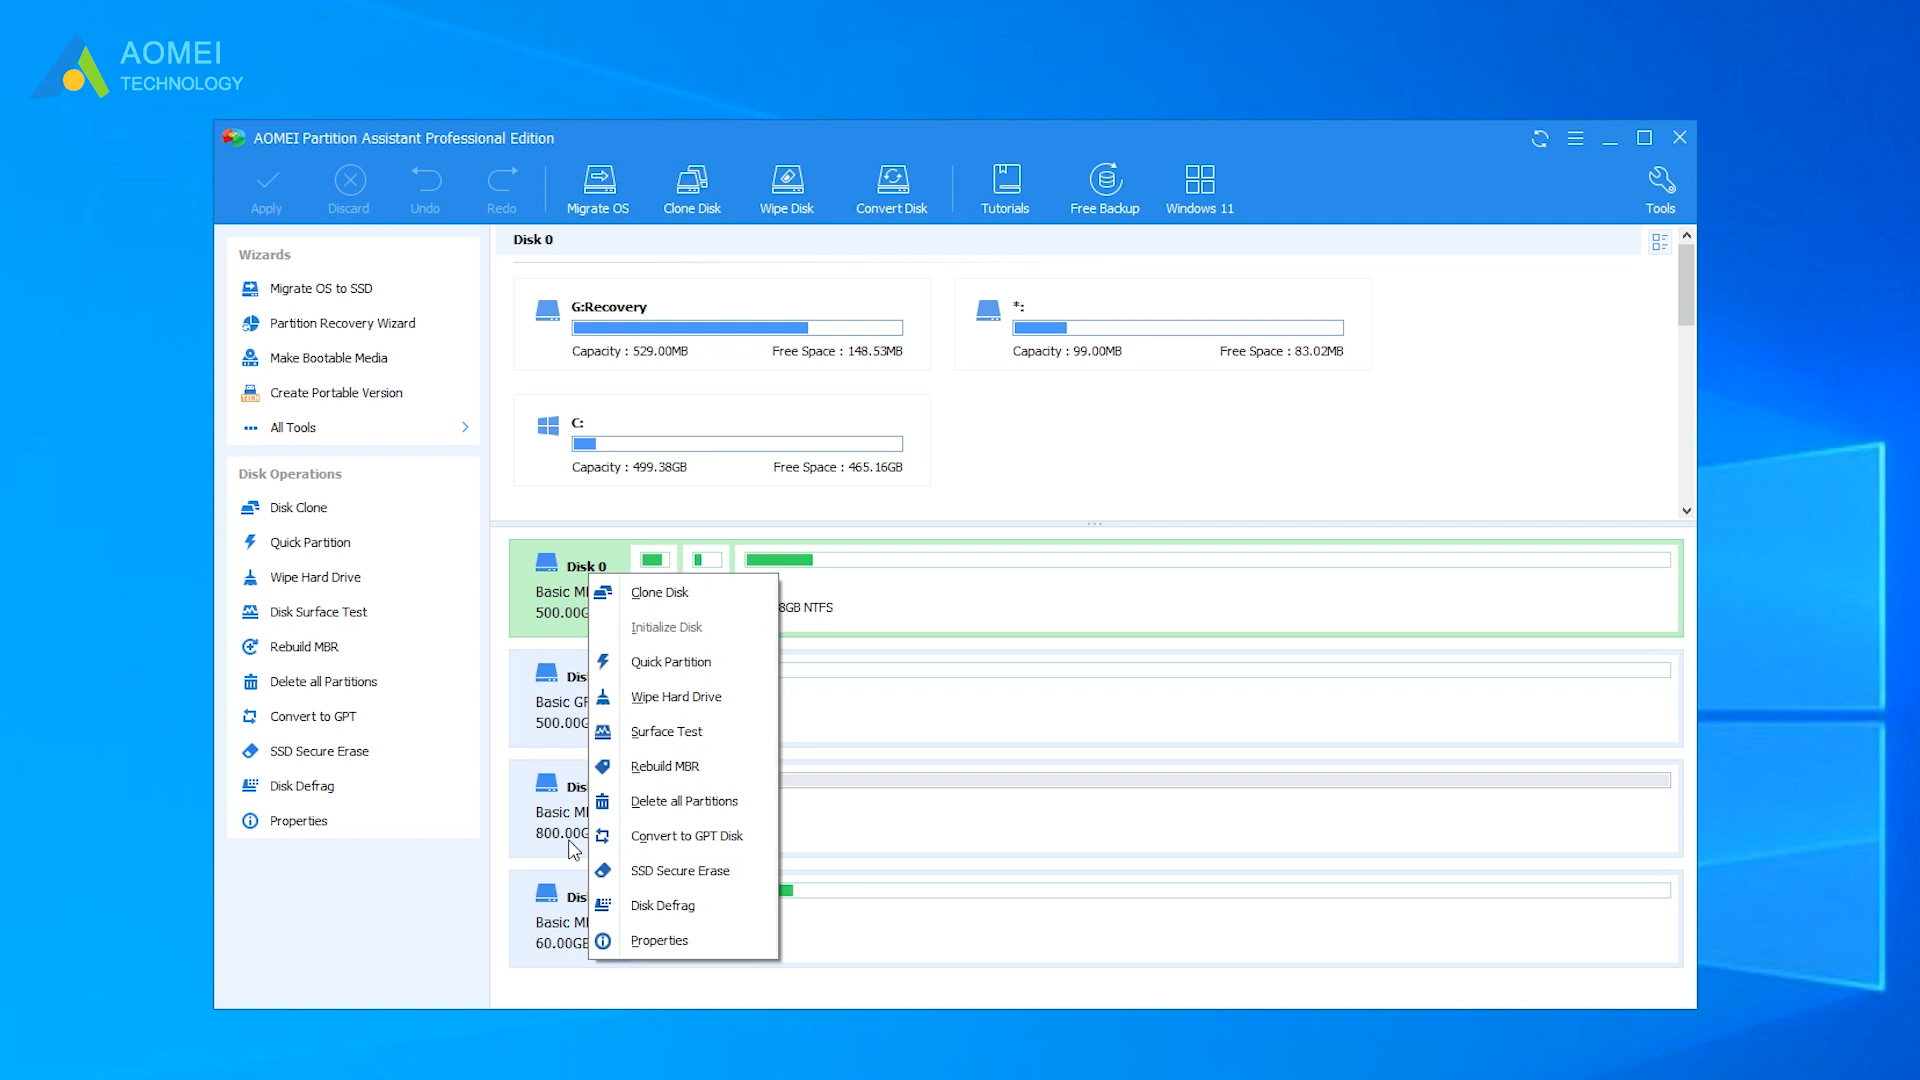 AOMEI
TECHNOLOGY
AOMEI Partition Assistant Professional Edition
Apply
Discard
Undo
Redo
Migrate OS
Clone Disk
Wipe Disk
Convert Disk
Tutorials
Free Backup
Windows 11
Tools
Wizards
Migrate OS to SSD
Partition Recovery Wizard
Make Bootable Media
TECH
Create Portable Version
All Tools
Disk Operations
Disk Clone
Quick Partition
Wipe Hard Drive
Disk Surface Test
Rebuild MBR
Delete all Partitions
Convert to GPT
SSD Secure Erase
Disk Defrag
Properties
Disk 0
G:Recovery
Capacity : 529.00MB
Free Space : 148.53MB
*:
Capacity : 99.00MB
Free Space : 83.02MB
C:
Capacity : 499.38GB
Free Space : 465.16GB
Disk 0
Basic M
500.00G
8GB NTFS
Dis
Basic G
500.00G
Dis
Basic M
800.00G
Dis
Basic M
60.00GB
Clone Disk
Initialize Disk
Quick Partition
Wipe Hard Drive
Surface Test
Rebuild MBR
Delete all Partitions
Convert to GPT Disk
SSD Secure Erase
Disk Defrag
Properties